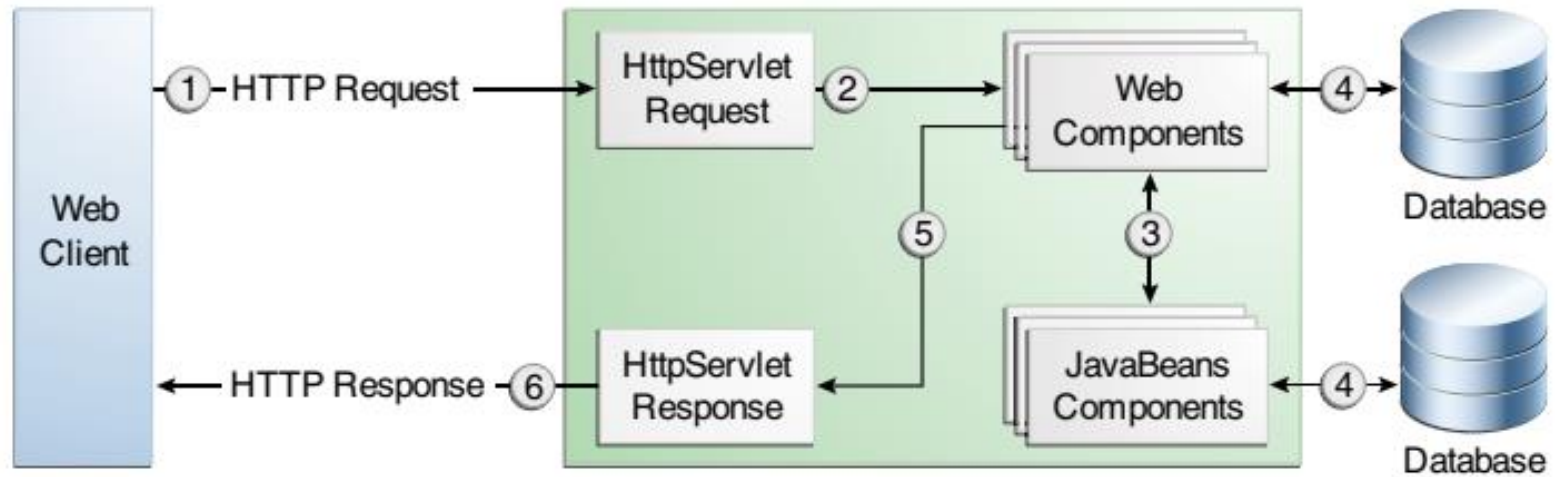 Web
Client
1
HTTP Request
HttpServlet
Request
2
Web
Components
4
Database
5
3
HTTP Response
6
HttpServlet
Response
JavaBeans
Components
4
Database